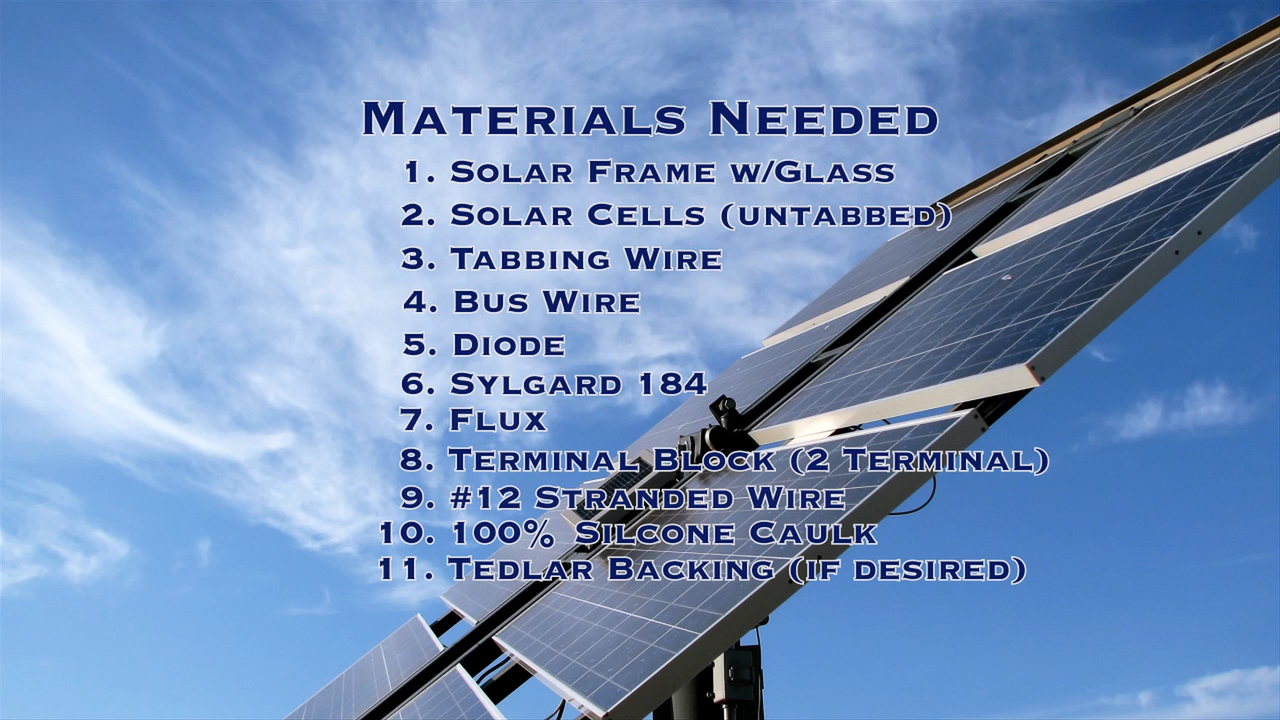 Materials Needed
1. Solar Frame w/Glass
2. Solar Cells (untabbed)
3. Tabbing Wire
4. Bus Wire
5. Diode
6. Sylgard 184
7. Flux
8. Terminal Block (2 Terminal)
9. #12 Stranded Wire
10. 100% Silcone Caulk
11. Tedlar Backing (if desired)